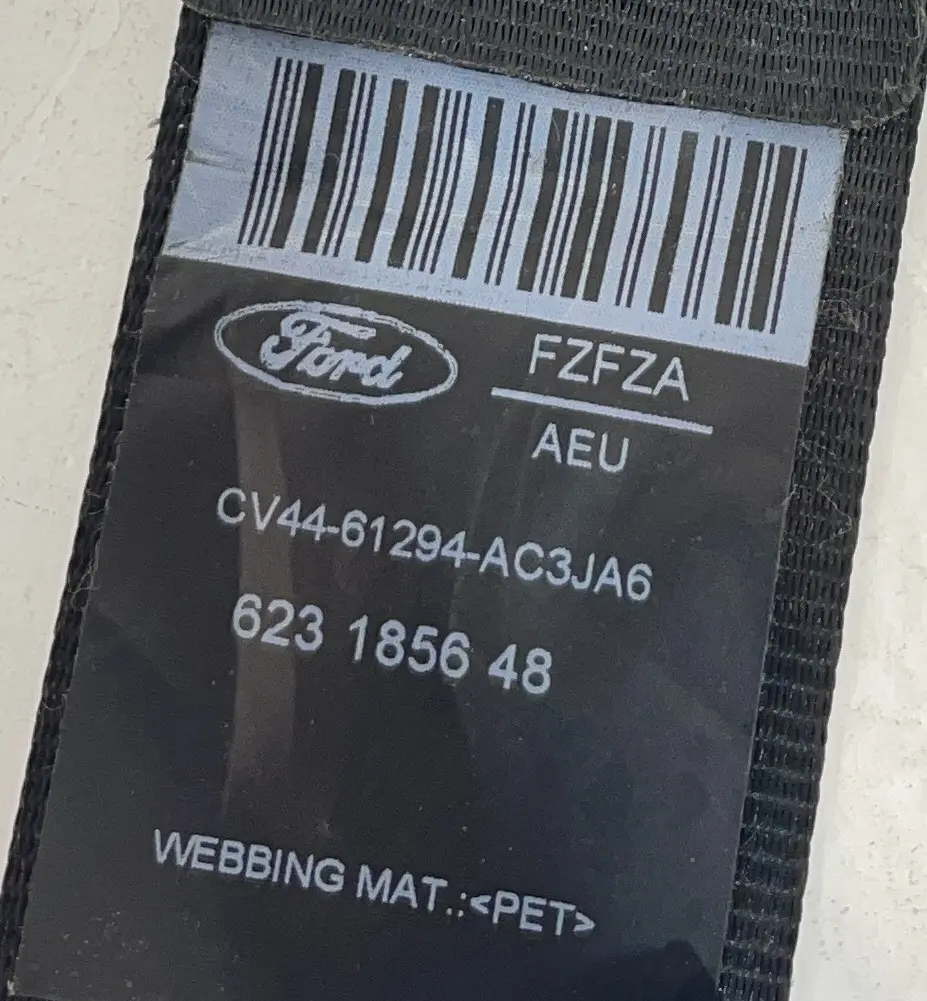 Ford
FZFZA
AEU
CV44-61294-AC3JA6
623 1856 48
WEBBING MAT.:<PET>